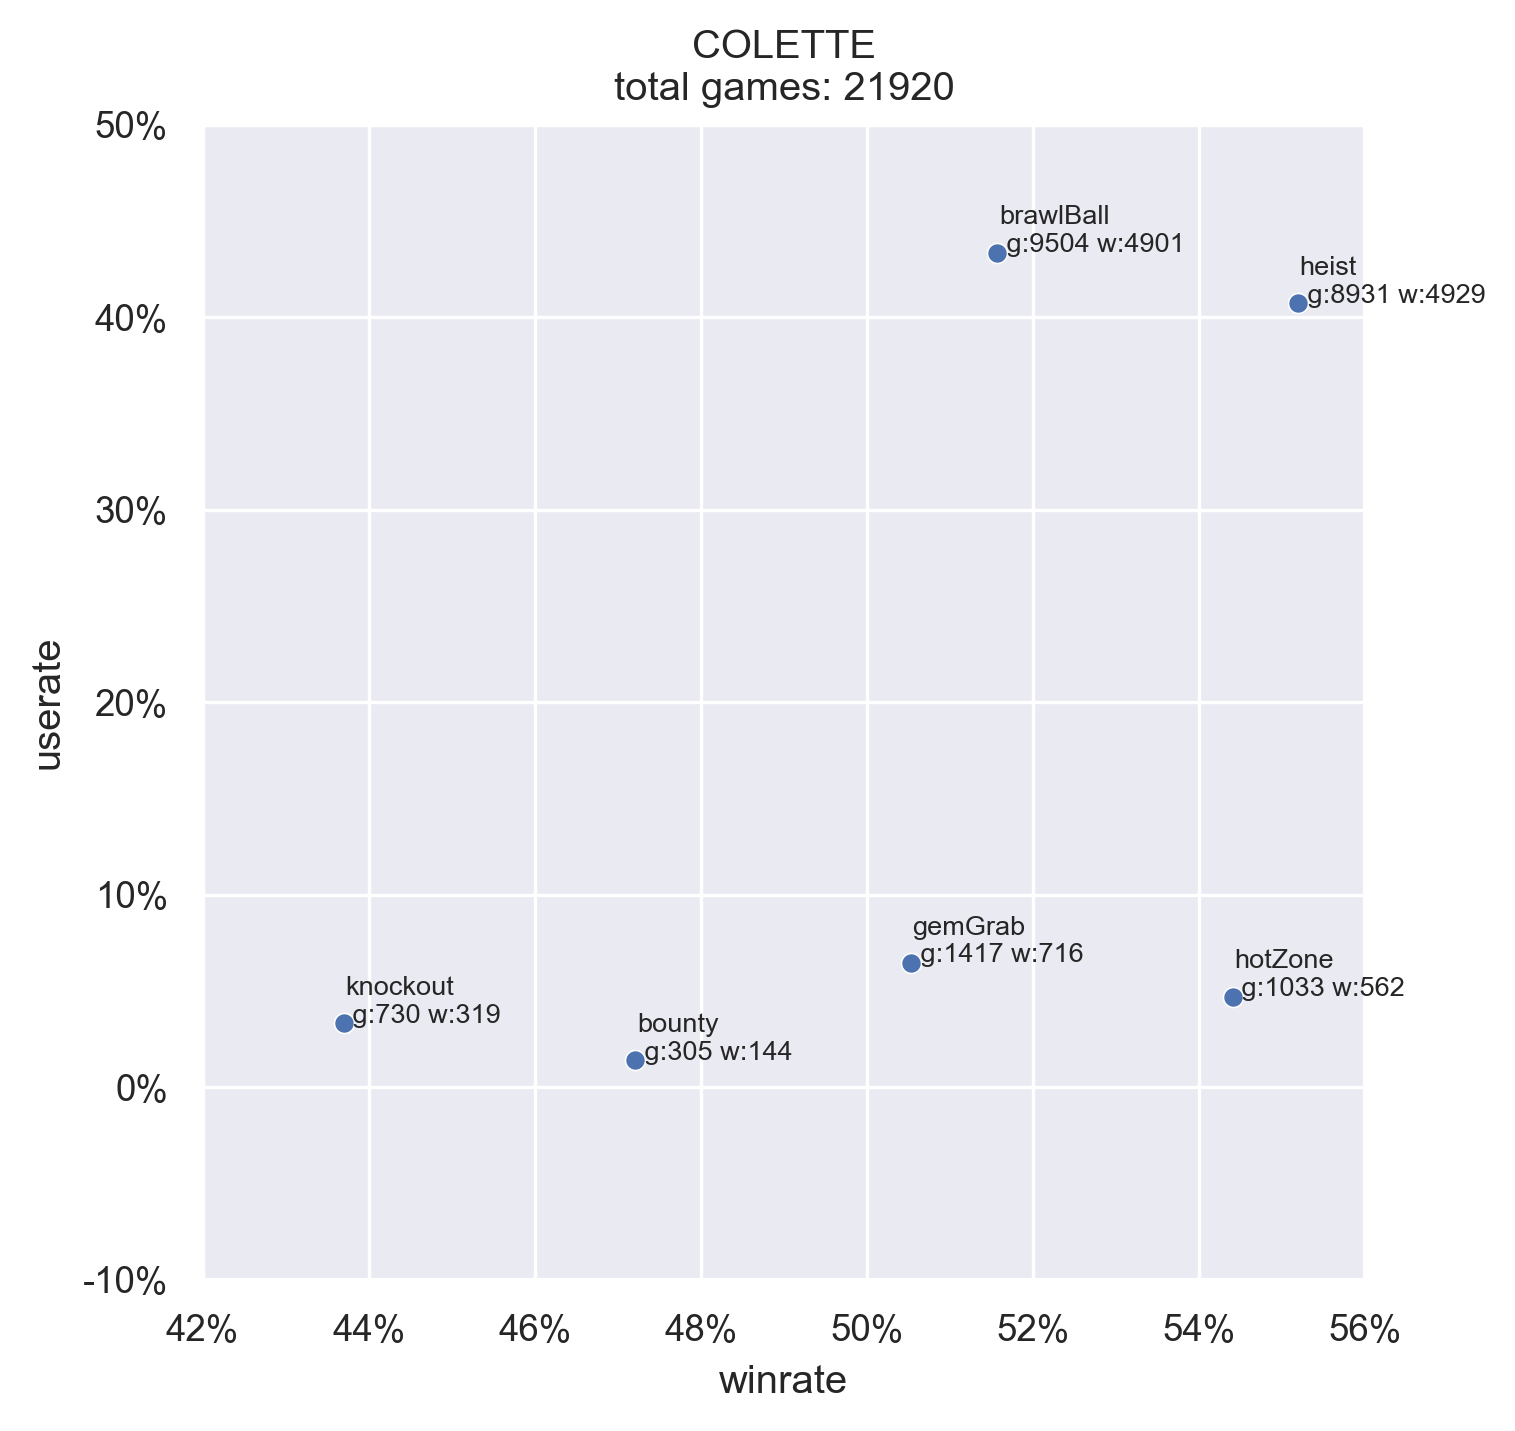 COLETTE
total games: 21920
50%
40%
30%
20%
10%
0%
-10%
userate
brawlBall
g:9504 w:4901
heist
g:8931 w:4929
gemGrab
g:1417 w:716
hotZone
g:1033 w:562
knockout
g:730 w:319
bounty
g:305 w:144
42% 44% 46% 48% 50% 52% 54% 56%
winrate